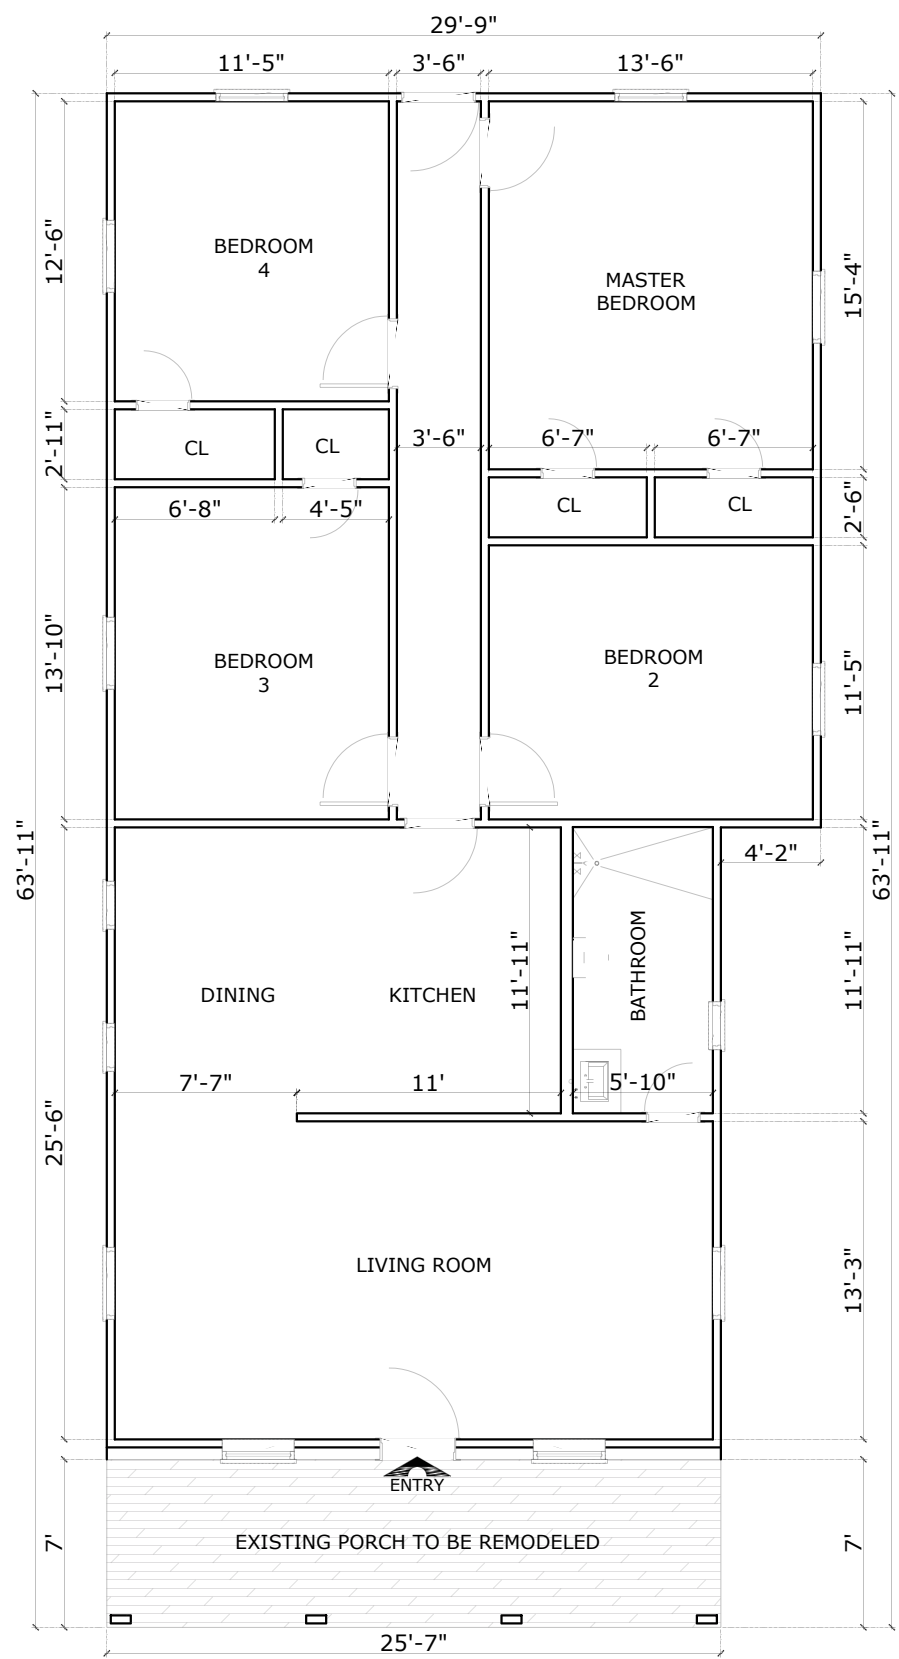 29'-9"
11'-5"
3'-6"
13'-6"
12'-6"
BEDROOM
4
MASTER
BEDROOM
15'-4"
2'-11"
CL
CL
3'-6"
6'-7"
6'-7"
6'-8"
4'-5"
CL
CL
2'-6"
13'-10"
BEDROOM
3
BEDROOM
2
11'-5"
63'-11"
63'-11"
4'-2"
DINING
KITCHEN
11'-11"
BATHROOM
11'-11"
7'-7"
11'
5'-10"
25'-6"
LIVING ROOM
13'-3"
ENTRY
7'
EXISTING PORCH TO BE REMODELED
7'
25'-7"